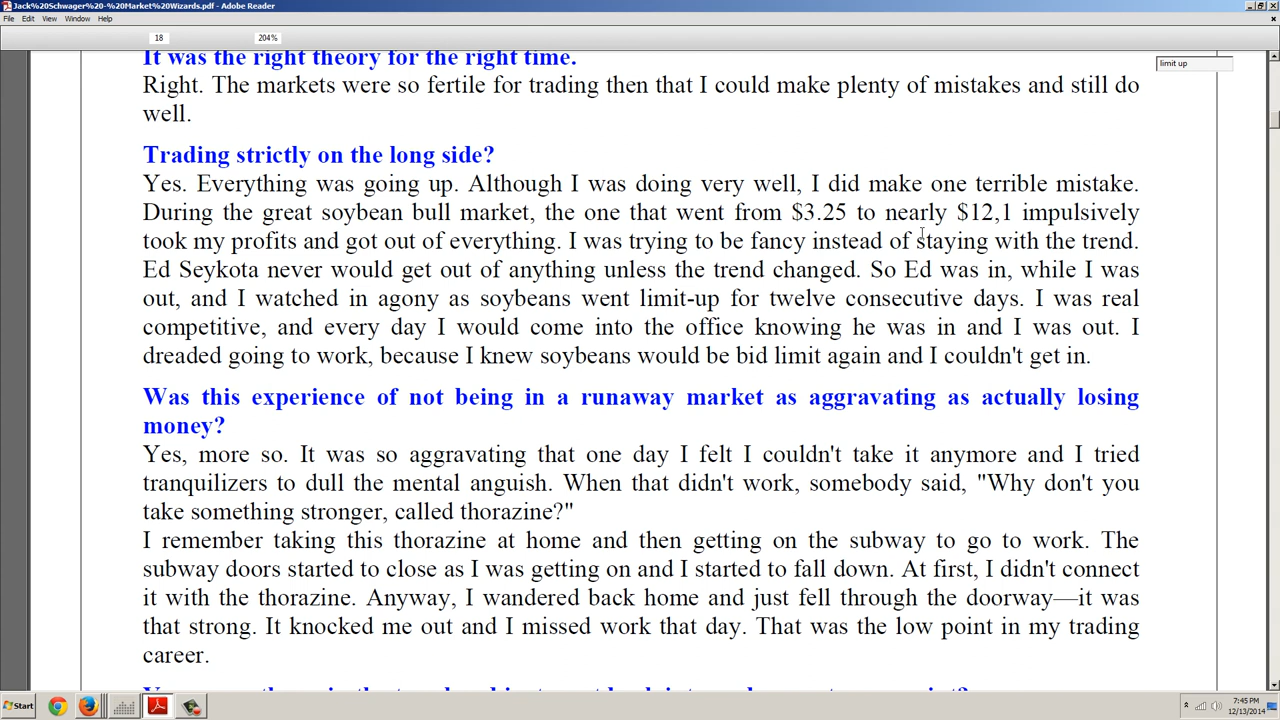 Jack%20Schwager%20-%20Market%20Wizards.pdf - Adobe Reader
File Edit View Window Help
18 204%
limit up
It was the right theory for the right time.
Right. The markets were so fertile for trading then that I could make plenty of mistakes and still do
well.
Trading strictly on the long side?
Yes. Everything was going up. Although I was doing very well, I did make one terrible mistake.
During the great soybean bull market, the one that went from $3.25 to nearly $12,1 impulsively
took my profits and got out of everything. I was trying to be fancy instead of staying with the trend.
Ed Seykota never would get out of anything unless the trend changed. So Ed was in, while I was
out, and I watched in agony as soybeans went limit-up for twelve consecutive days. I was real
competitive, and every day I would come into the office knowing he was in and I was out. I
dreaded going to work, because I knew soybeans would be bid limit again and I couldn't get in.
Was this experience of not being in a runaway market as aggravating as actually losing
money?
Yes, more so. It was so aggravating that one day I felt I couldn't take it anymore and I tried
tranquilizers to dull the mental anguish. When that didn't work, somebody said, "Why don't you
take something stronger, called thorazine?"
I remember taking this thorazine at home and then getting on the subway to go to work. The
subway doors started to close as I was getting on and I started to fall down. At first, I didn't connect
it with the thorazine. Anyway, I wandered back home and just fell through the doorway—it was
that strong. It knocked me out and I missed work that day. That was the low point in my trading
career.
Start
7:45 PM
12/13/2014